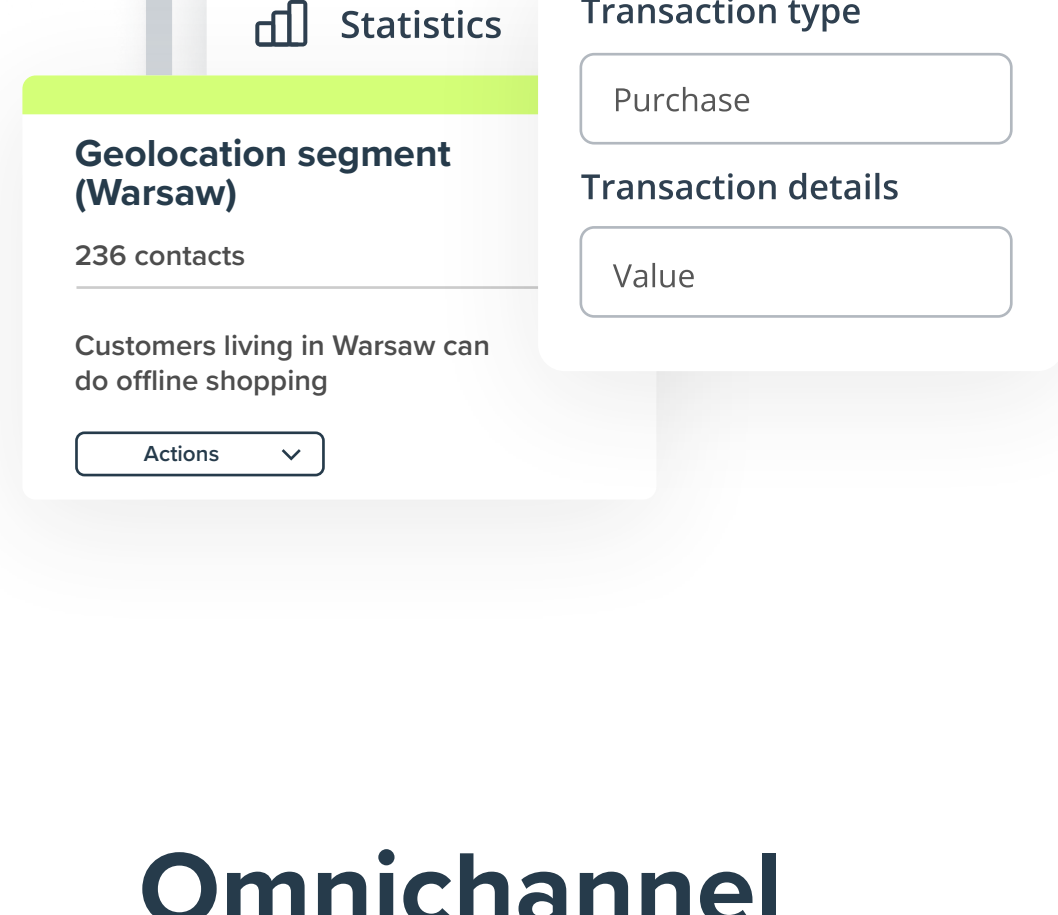 Statistics
Geolocation segment
(Warsaw)
236 contacts
Customers living in Warsaw can
do offline shopping
Actions
Transaction type
Purchase
Transaction details
Value
Omnichannel